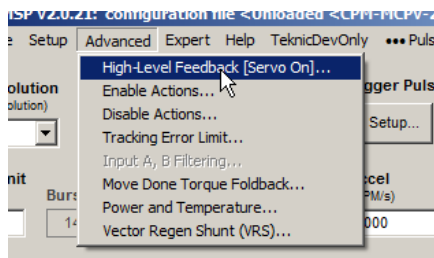 MSP V2.0.21: configuration file <Unloaded <CPM-MCPV-2
Setup Advanced Expert Help TeknicDevOnly ●●● Puls
High-Level Feedback [Servo On]...
olution
gger Puls
Enable Actions...
olution)
Disable Actions...
Setup...
Tracking Error Limit...
Input A, B Filtering...
nit
Move Done Torque Foldback...
ccel
Burs
PM/s)
Power and Temperature...
14
000
Vector Regen Shunt (VRS)...